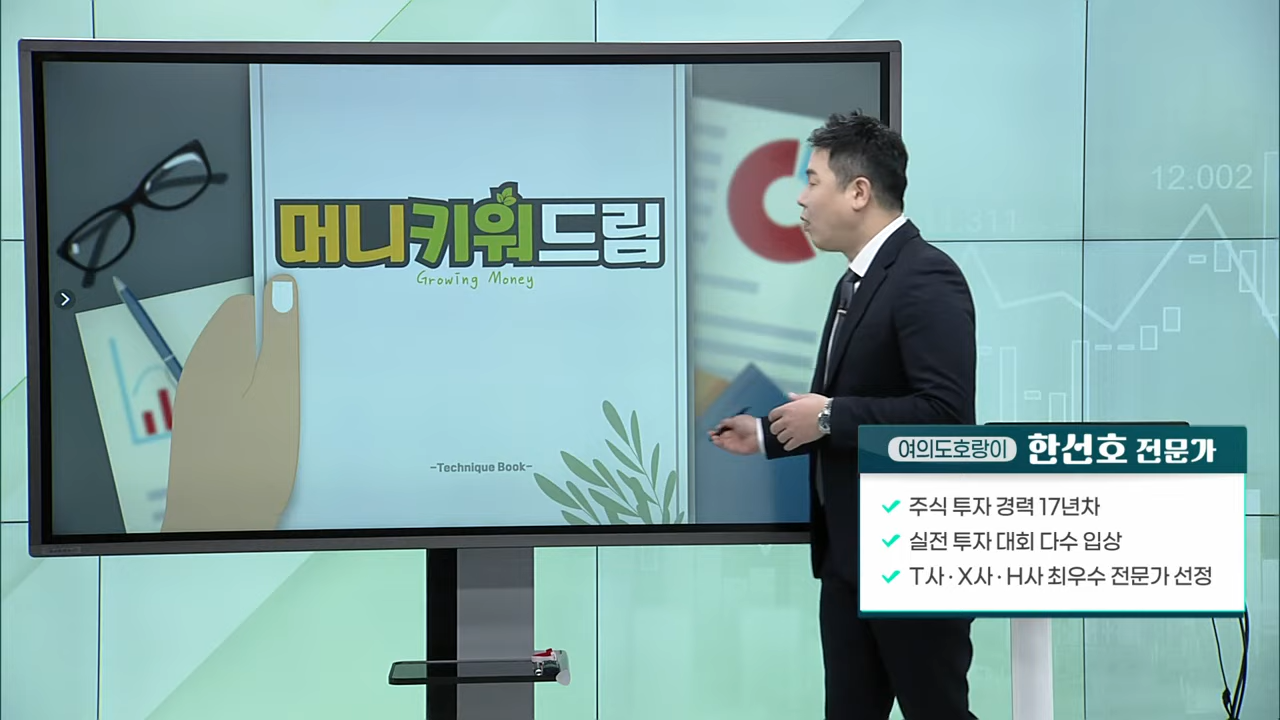 머니키워드림
Growing Money
-Technique Book-
12.002
11.311
여의도호랑이 한선호 전문가
주식 투자 경력 17년차
실전 투자 대회 다수 입상
T사·X사·H사 최우수 전문가 선정